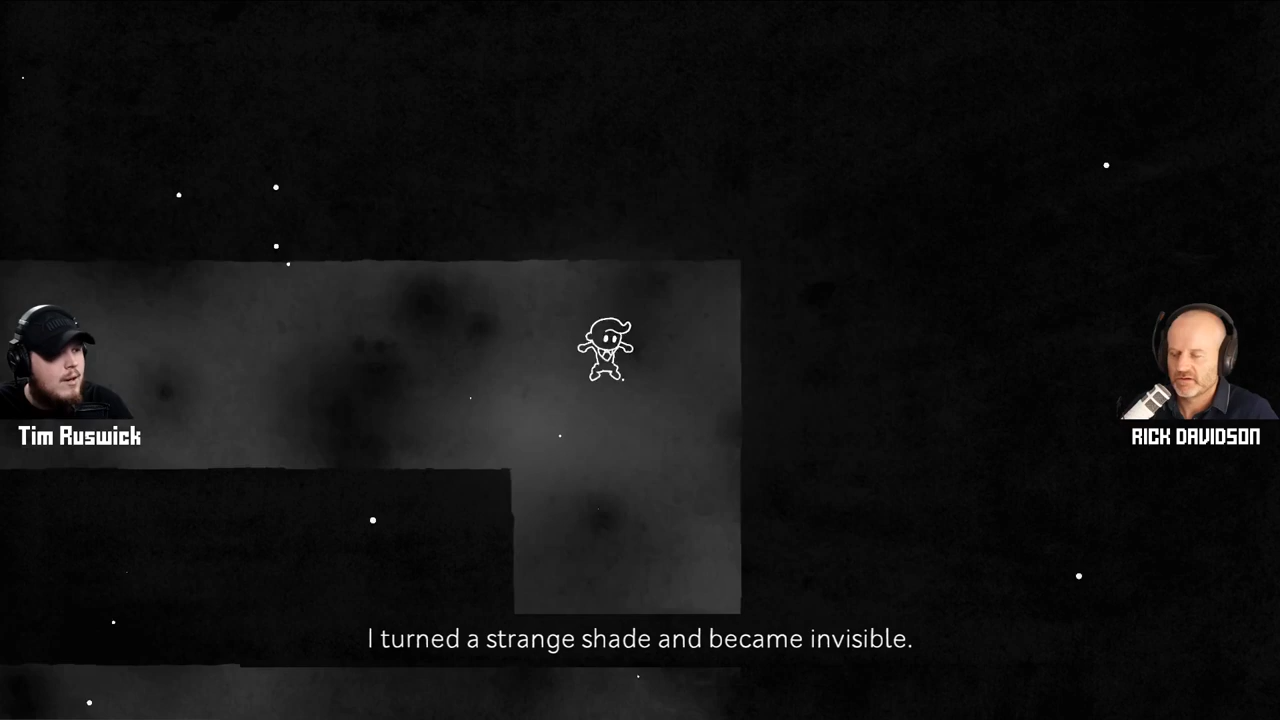 Tim Ruswick
RICK DAVIDSON
I turned a strange shade and became invisible.